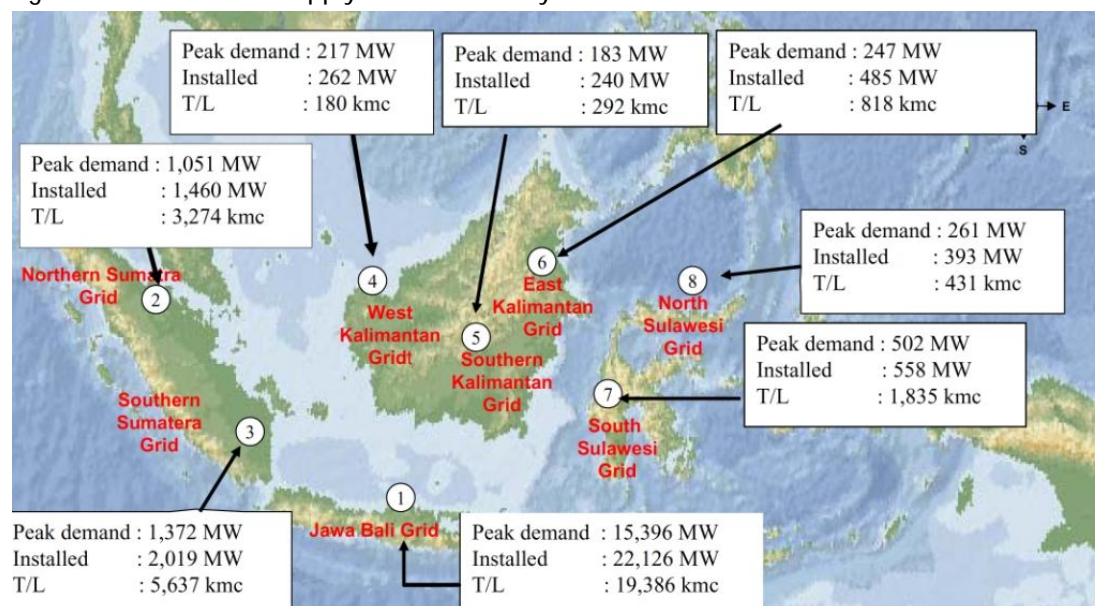 Peak demand : 217 MW
Installed : 262 MW
T/L : 180 kmc
Peak demand : 183 MW
Installed : 240 MW
T/L : 292 kmc
Peak demand : 247 MW
Installed : 485 MW
T/L : 818 kmc
E
S
Peak demand : 1,051 MW
Installed : 1,460 MW
T/L : 3,274 kmc
Peak demand : 261 MW
Installed : 393 MW
T/L : 431 kmc
Northern Sumatra
Grid
2
4
West
Kalimantan
Gridt
5
Southern
Kalimantan
Grid
6
East
Kalimantan
Grid
8
North
Sulawesi
Grid
Peak demand : 502 MW
Installed : 558 MW
T/L : 1,835 kmc
7
South
Sulawesi
Grid
Southern
Sumatera
Grid
3
1
Jawa Bali Grid
Peak demand : 1,372 MW
Installed : 2,019 MW
T/L : 5,637 kmc
Peak demand : 15,396 MW
Installed : 22,126 MW
T/L : 19,386 kmc